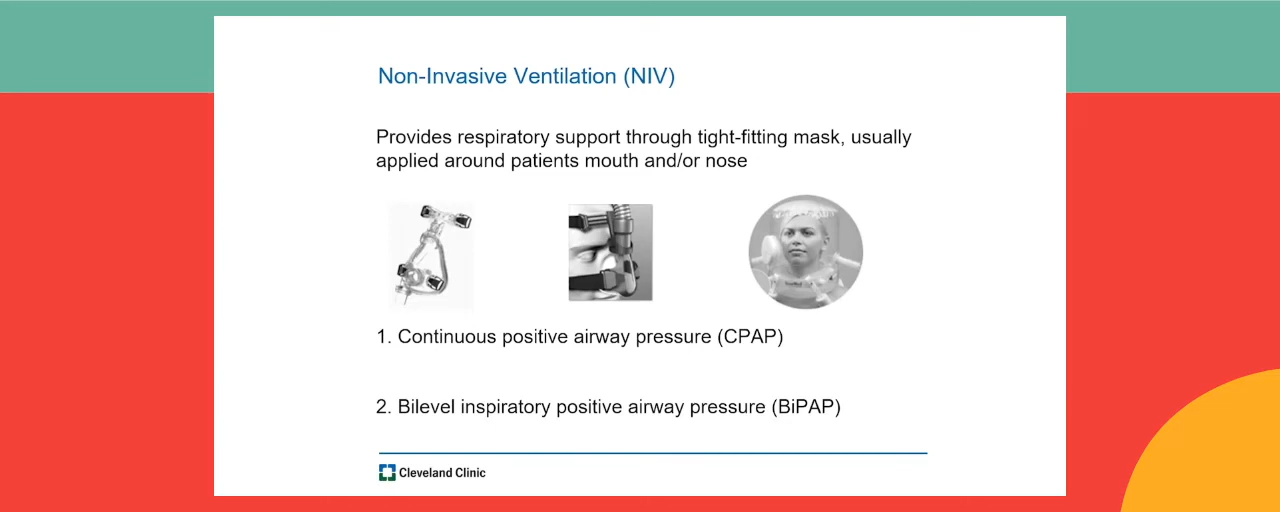 Non-Invasive Ventilation (NIV)
Provides respiratory support through tight-fitting mask, usually
applied around patients mouth and/or nose
1. Continuous positive airway pressure (CPAP)
2. Bilevel inspiratory positive airway pressure (BiPAP)
Cleveland Clinic